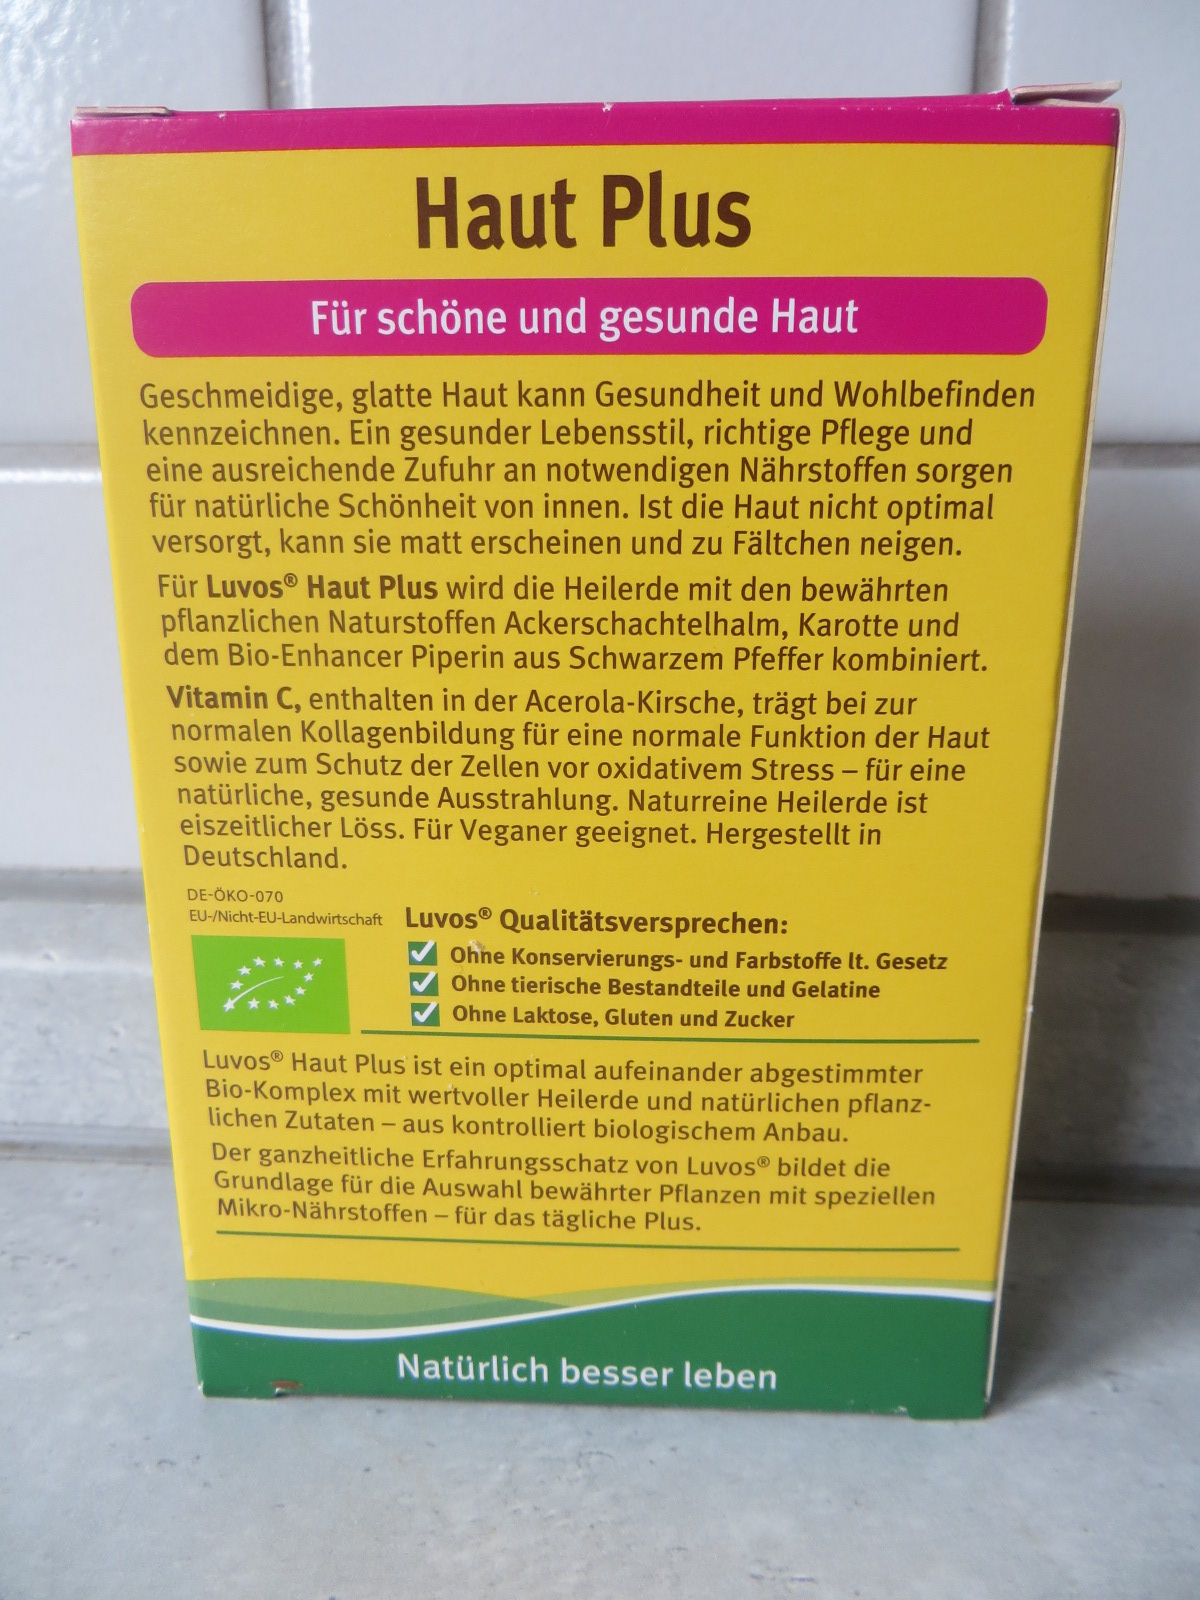 Haut Plus
Für schöne und gesunde Haut
Geschmeidige, glatte Haut kann Gesundheit und Wohlbefinden
kennzeichnen. Ein gesunder Lebensstil, richtige Pflege und
eine ausreichende Zufuhr an notwendigen Nährstoffen sorgen
für natürliche Schönheit von innen. Ist die Haut nicht optimal
versorgt, kann sie matt erscheinen und zu Fältchen neigen.
Für Luvos® Haut Plus wird die Heilerde mit den bewährten
pflanzlichen Naturstoffen Ackerschachtelhalm, Karotte und
dem Bio-Enhancer Piperin aus Schwarzem Pfeffer kombiniert.
Vitamin C, enthalten in der Acerola-Kirsche, trägt bei zur
normalen Kollagenbildung für eine normale Funktion der Haut
sowie zum Schutz der Zellen vor oxidativem Stress – für eine
natürliche, gesunde Ausstrahlung. Naturreine Heilerde ist
eiszeitlicher Löss. Für Veganer geeignet. Hergestellt in
Deutschland.
DE-ÖKO-070
EU-/Nicht-EU-Landwirtschaft
Luvos® Qualitätsversprechen:
Ohne Konservierungs- und Farbstoffe lt. Gesetz
Ohne tierische Bestandteile und Gelatine
Ohne Laktose, Gluten und Zucker
Luvos® Haut Plus ist ein optimal aufeinander abgestimmter
Bio-Komplex mit wertvoller Heilerde und natürlichen pflanz-
lichen Zutaten – aus kontrolliert biologischem Anbau.
Der ganzheitliche Erfahrungsschatz von Luvos® bildet die
Grundlage für die Auswahl bewährter Pflanzen mit speziellen
Mikro-Nährstoffen – für das tägliche Plus.
Natürlich besser leben